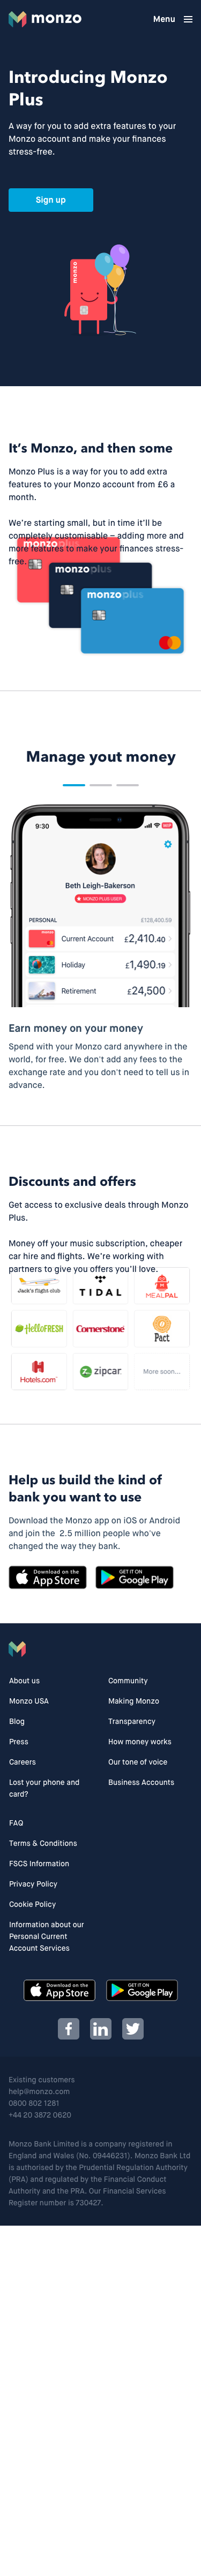 monzo
Menu
Introducing Monzo
Plus
A way for you to add extra features to your
Monzo account and make your finances
stress-free.
Sign up
monzo
It's Monzo, and then some
Monzo Plus is a way for you to add extra
features to your Monzo account from £6 a
month.
We're starting small, but in time it'll be
completely customisable – adding more and
more features to make your finances stress-
free.
monzoplus
monzoplus
monzoplus
Manage yout money
9:30
Beth Leigh-Bakerson
MONZO PLUS USER
PERSONAL
£128,400.59
Current Account
£2,410.40
Holiday
£1,490.19
Retirement
£24,500
Earn money on your money
Spend with your Monzo card anywhere in the
world, for free. We don't add any fees to the
exchange rate and you don't need to tell us in
advance.
Discounts and offers
Get access to exclusive deals through Monzo
Plus.
Money off your music subscription, cheaper
car hire and flights. We're working with
partners to give you offers you'll love.
Jack's flight club
TIDAL
MEALPAL
HelloFRESH
Cornerstone
Pact
Hotels.com
zipcar
More soon...
Help us build the kind of
bank you want to use
Download the Monzo app on iOS or Android
and join the 2.5 million people who've
changed the way they bank.
Download on the
App Store
GET IT ON
Google Play
About us
Community
Monzo USA
Making Monzo
Blog
Transparency
Press
How money works
Careers
Our tone of voice
Lost your phone and
card?
Business Accounts
FAQ
Terms & Conditions
FSCS Information
Privacy Policy
Cookie Policy
Information about our
Personal Current
Account Services
Download on the
App Store
GET IT ON
Google Play
Existing customers
help@monzo.com
0800 802 1281
+44 20 3872 0620
Monzo Bank Limited is a company registered in
England and Wales (No. 09446231). Monzo Bank Ltd
is authorised by the Prudential Regulation Authority
(PRA) and regulated by the Financial Conduct
Authority and the PRA. Our Financial Services
Register number is 730427.